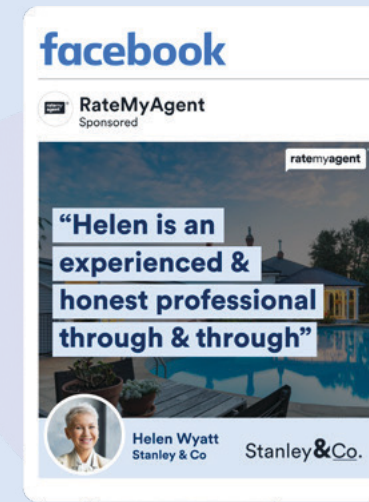 facebook
RateMyAgent
Sponsored
ratemyagent
“Helen is an
experienced &
honest professional
through & through”
Helen Wyatt
Stanley & Co
Stanley&Co.